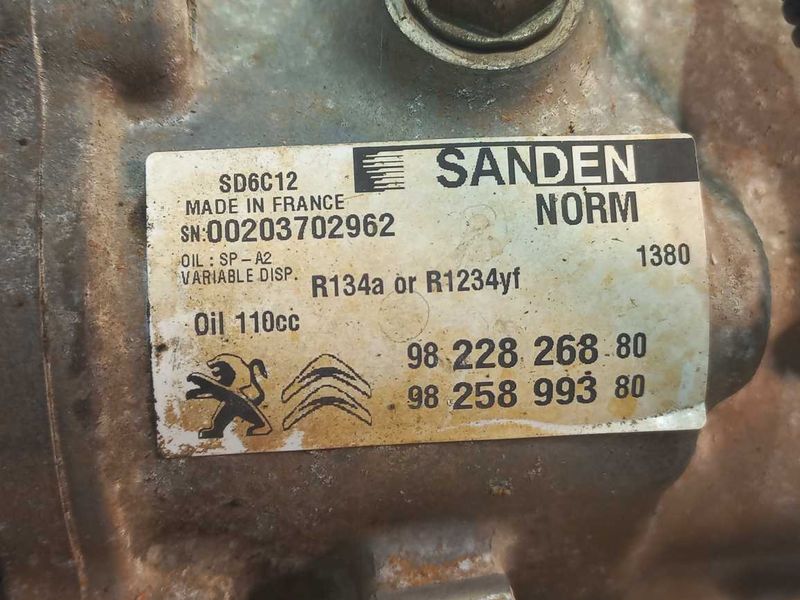 SANDEN
SD6C12
MADE IN FRANCE
NORM
SN:00203702962
OIL : SP-A2
VARIABLE DISP.
1380
R134a or R1234yf
Oil 110cc
98 228 268 80
98 258 993 80